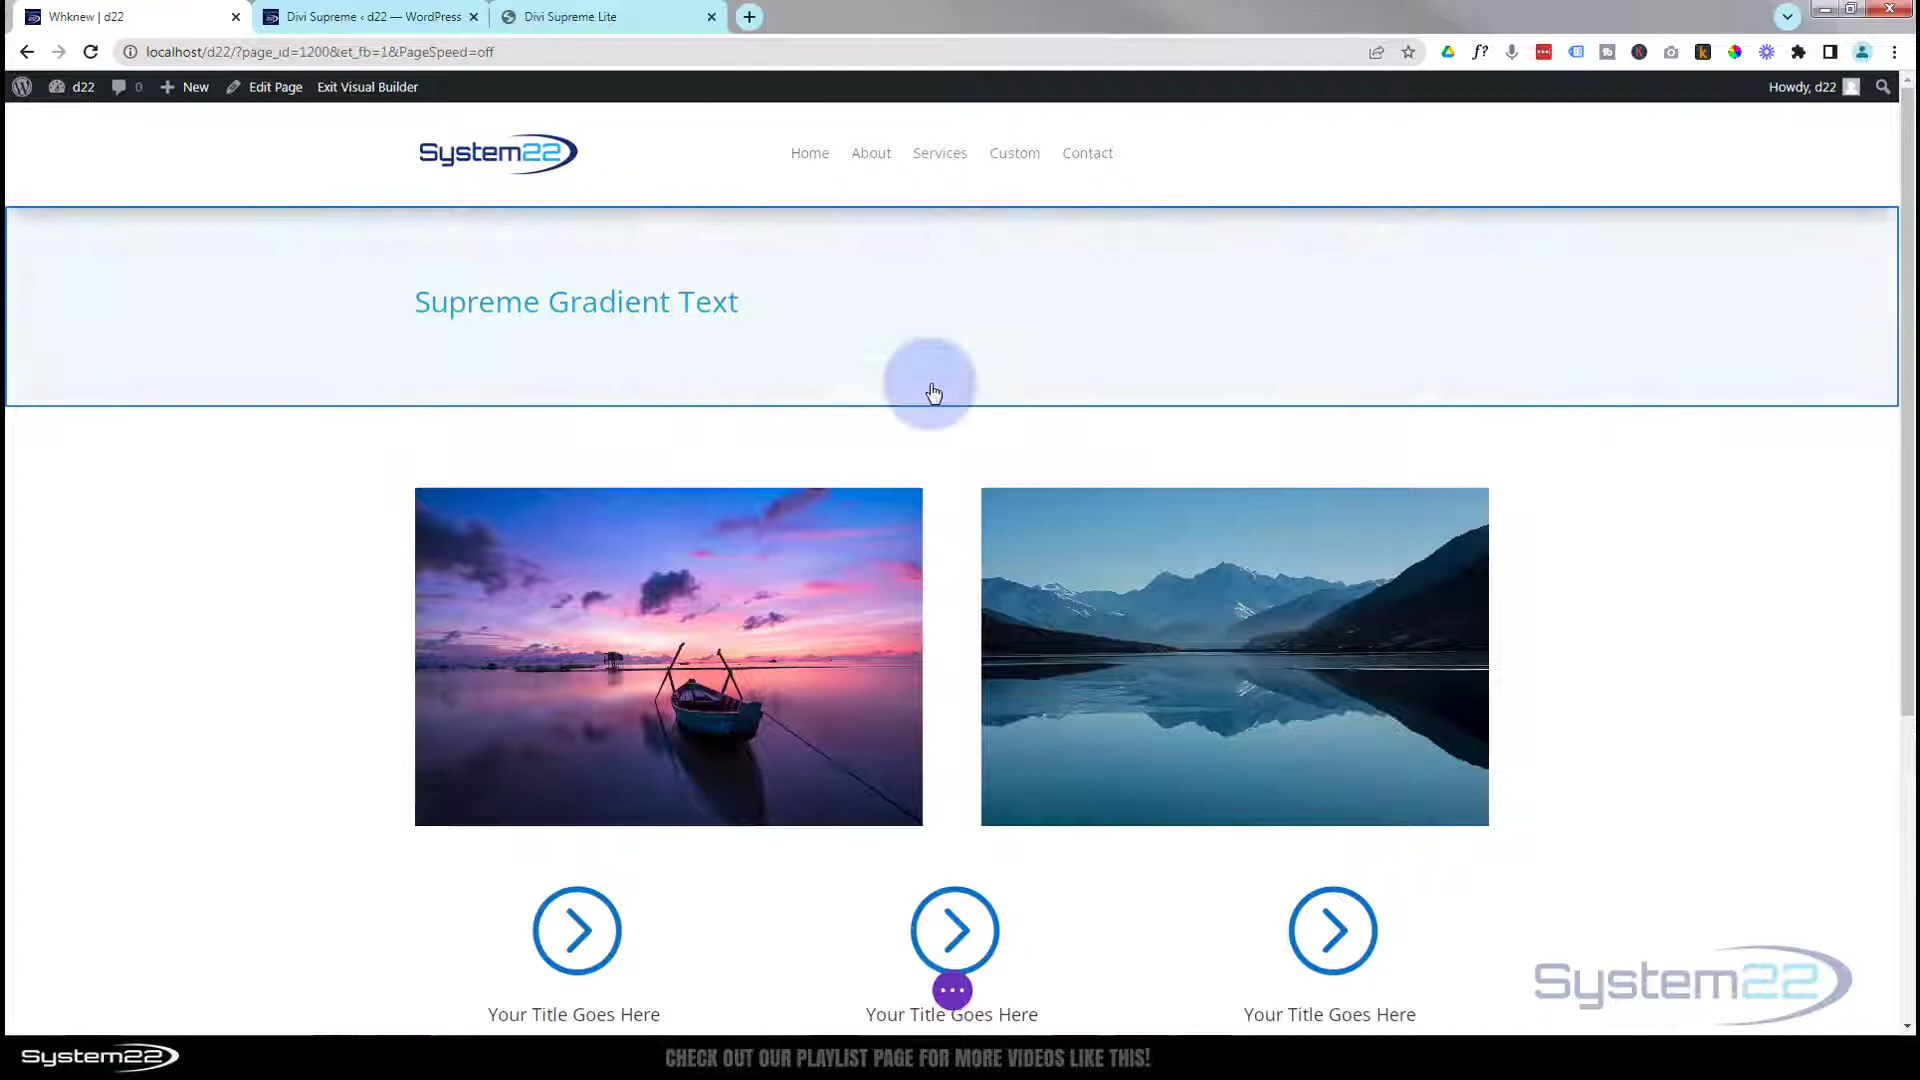 Whknew | d22
Divi Supreme ‹ d22 — WordPress
Divi Supreme Lite
localhost/d22/?page_id=1200&et_fb=1&PageSpeed=off
d22
0
New
Edit Page
Exit Visual Builder
Howdy, d22
System22
Home
About
Services
Custom
Contact
Supreme Gradient Text
Your Title Goes Here
Your Title Goes Here
Your Title Goes Here
System22
System22
CHECK OUT OUR PLAYLIST PAGE FOR MORE VIDEOS LIKE THIS!